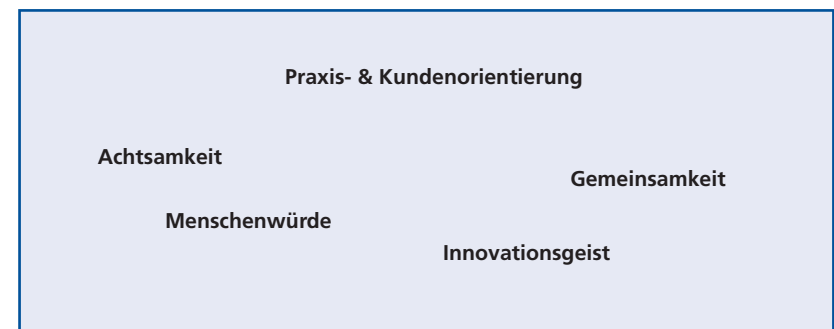 Praxis- & Kundenorientierung
Achtsamkeit
Gemeinsamkeit
Menschenwürde
Innovationsgeist